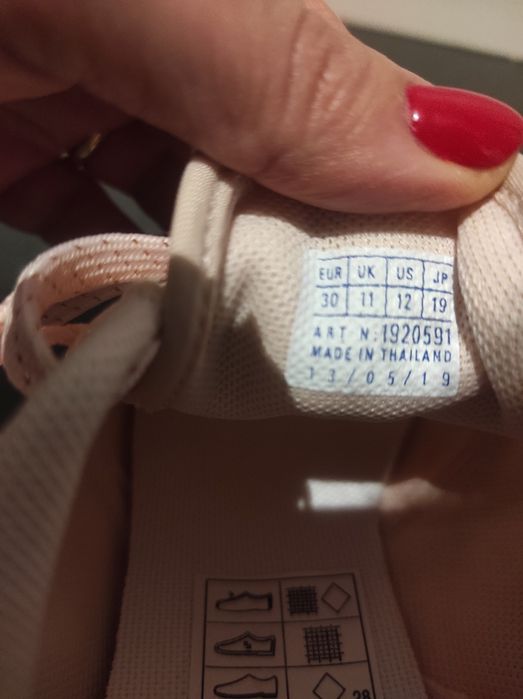 EUR UK US JP
30 11 12 19
ART N: 1920591
MADE IN THAILAND
13/05/19
28